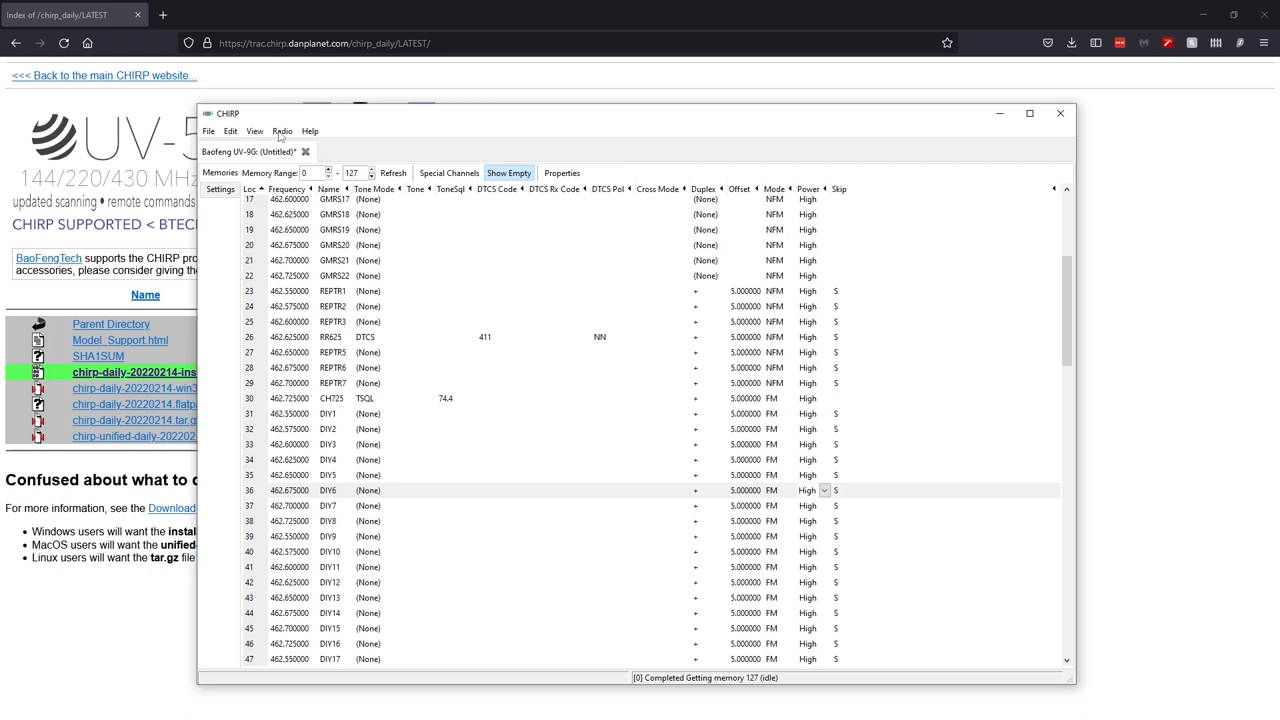 Index of /chirp_daily/LATEST
https://trac.chirp.danplanet.com/chirp_daily/LATEST/
<<< Back to the main CHIRP website...
UV-5
144/220/430 MHz
updated scanning • remote commands
CHIRP SUPPORTED < BTECH
BaoFengTech supports the CHIRP pro
accessories, please consider giving the
Name
Parent Directory
Model_Support.html
SHA1SUM
chirp-daily-20220214-ins
chirp-daily-20220214-win3
chirp-daily-20220214.flatpa
chirp-daily-20220214.tar.g
chirp-unified-daily-202202
Confused about what to
For more information, see the Download
Windows users will want the instal
MacOS users will want the unified-
Linux users will want the tar.gz file
CHIRP
File Edit View Radio Help
Baofeng UV-9G: (Untitled)*
Memories Memory Range: 0 - 127 Refresh Special Channels Show Empty Properties
Settings
Loc Frequency Name Tone Mode Tone ToneSql DTCS Code DTCS Rx Code DTCS Pol Cross Mode Duplex Offset Mode Power Skip
17 462.600000 GMRS17 (None) (None) NFM High
18 462.625000 GMRS18 (None) (None) NFM High
19 462.650000 GMRS19 (None) (None) NFM High
20 462.675000 GMRS20 (None) (None) NFM High
21 462.700000 GMRS21 (None) (None) NFM High
22 462.725000 GMRS22 (None) (None) NFM High
23 462.550000 REPTR1 (None) + 5.000000 NFM High S
24 462.575000 REPTR2 (None) + 5.000000 NFM High S
25 462.600000 REPTR3 (None) + 5.000000 NFM High S
26 462.625000 RR625 DTCS 411 NN + 5.000000 NFM High S
27 462.650000 REPTR5 (None) + 5.000000 NFM High S
28 462.675000 REPTR6 (None) + 5.000000 NFM High S
29 462.700000 REPTR7 (None) + 5.000000 NFM High S
30 462.725000 CH725 TSQL 74.4 + 5.000000 FM High
31 462.550000 DIY1 (None) + 5.000000 FM High S
32 462.575000 DIY2 (None) + 5.000000 FM High S
33 462.600000 DIY3 (None) + 5.000000 FM High S
34 462.625000 DIY4 (None) + 5.000000 FM High S
35 462.650000 DIY5 (None) + 5.000000 FM High S
36 462.675000 DIY6 (None) + 5.000000 FM High S
37 462.700000 DIY7 (None) + 5.000000 FM High S
38 462.725000 DIY8 (None) + 5.000000 FM High S
39 462.550000 DIY9 (None) + 5.000000 FM High S
40 462.575000 DIY10 (None) + 5.000000 FM High S
41 462.600000 DIY11 (None) + 5.000000 FM High S
42 462.625000 DIY12 (None) + 5.000000 FM High S
43 462.650000 DIY13 (None) + 5.000000 FM High S
44 462.675000 DIY14 (None) + 5.000000 FM High S
45 462.700000 DIY15 (None) + 5.000000 FM High S
46 462.725000 DIY16 (None) + 5.000000 FM High S
47 462.550000 DIY17 (None) + 5.000000 FM High S
[0] Completed Getting memory 127 (idle)